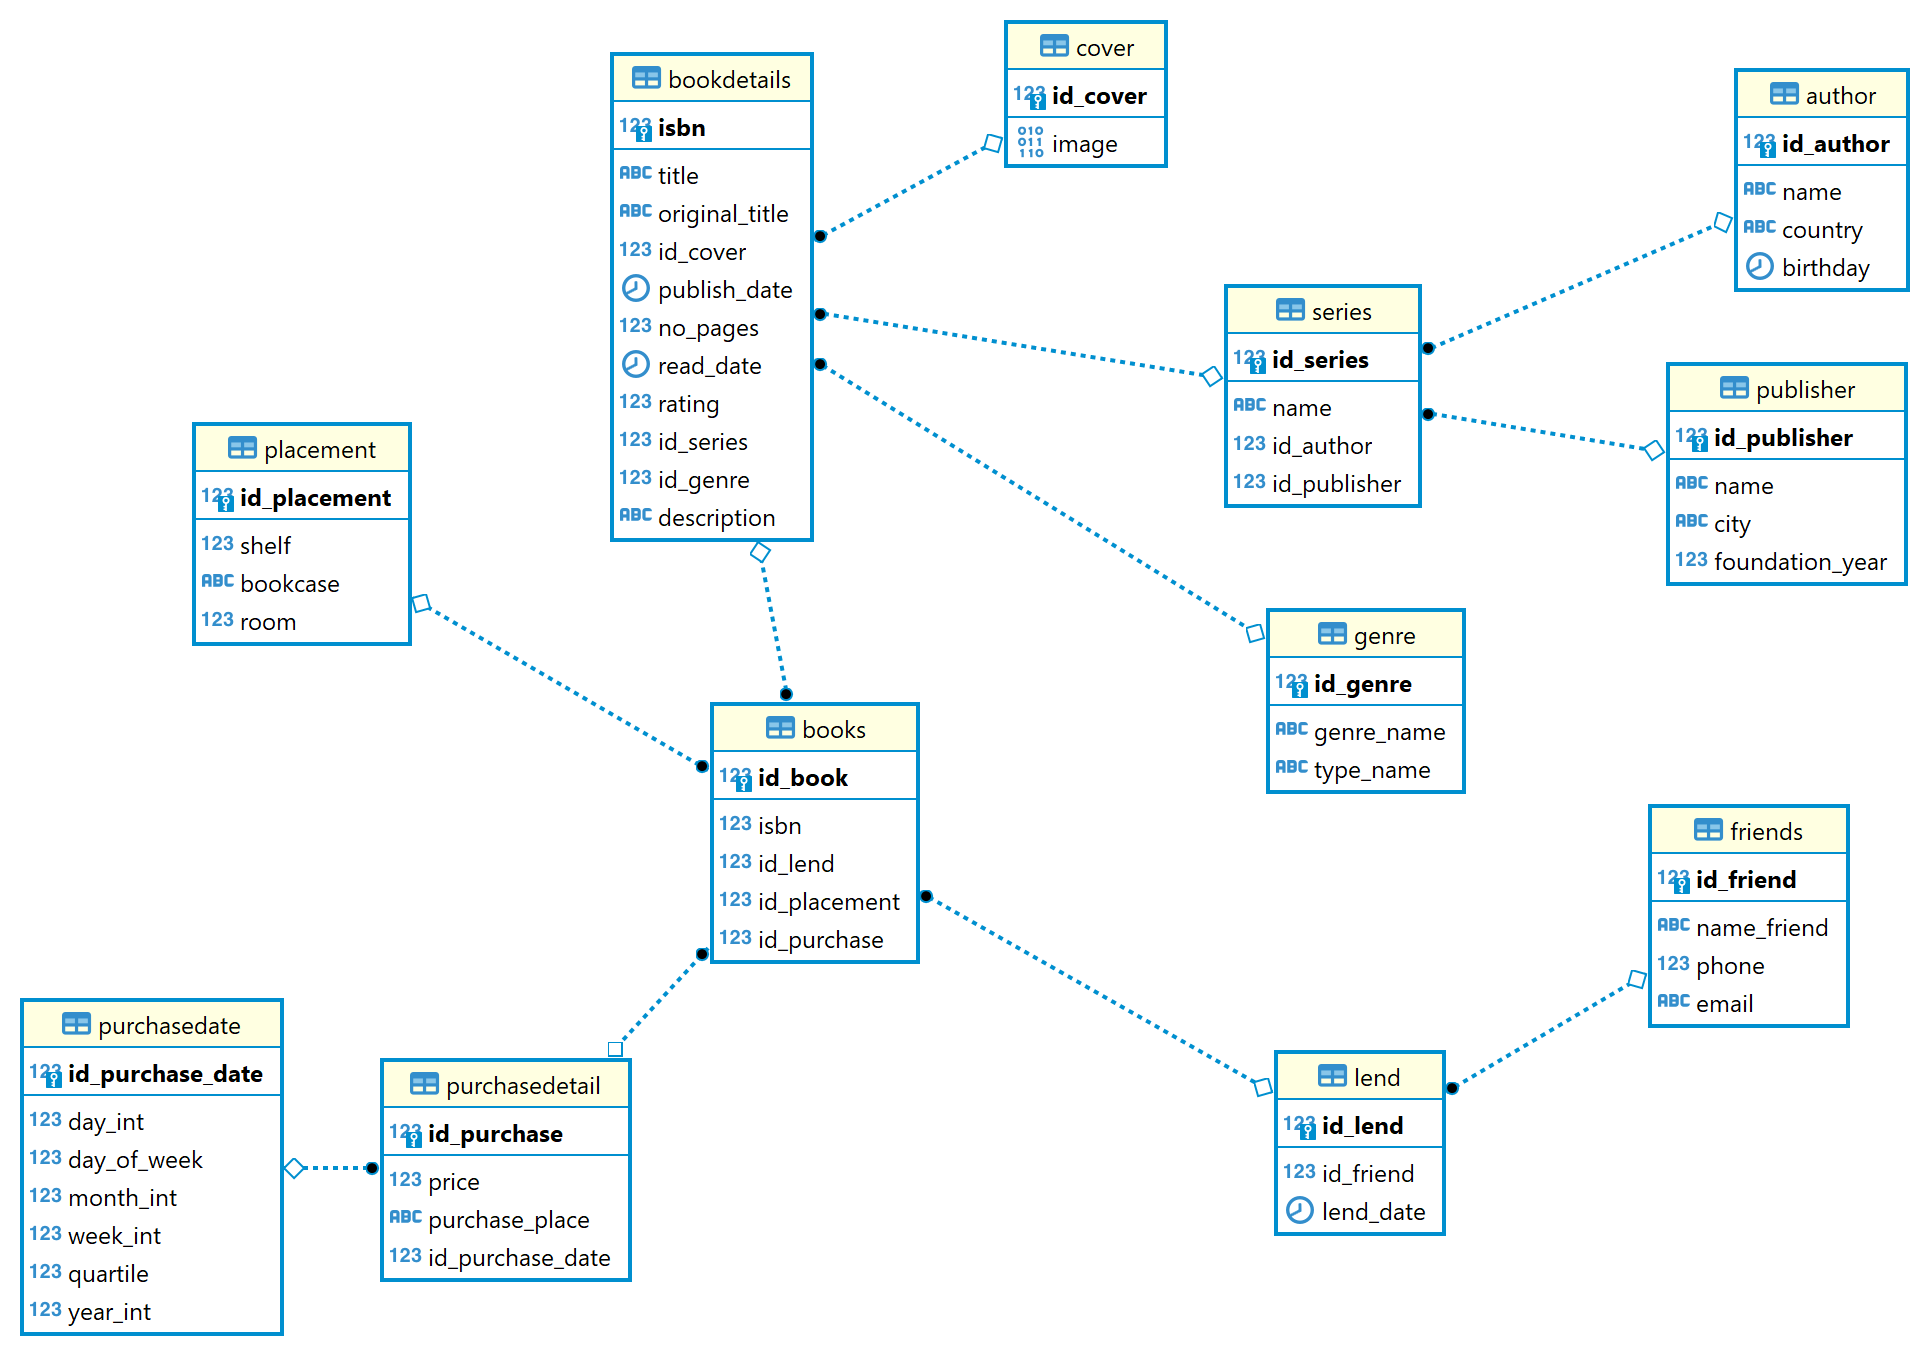 bookdetails
123 isbn
ABC title
ABC original_title
123 id_cover
publish_date
123 no_pages
read_date
123 rating
123 id_series
123 id_genre
ABC description
cover
123 id_cover
010
011
110
image
author
123 id_author
ABC name
ABC country
birthday
series
123 id_series
ABC name
123 id_author
123 id_publisher
publisher
123 id_publisher
ABC name
ABC city
123 foundation_year
placement
123 id_placement
123 shelf
ABC bookcase
123 room
genre
123 id_genre
ABC genre_name
ABC type_name
books
123 id_book
123 isbn
123 id_lend
123 id_placement
123 id_purchase
friends
123 id_friend
ABC name_friend
123 phone
ABC email
purchasedate
123 id_purchase_date
123 day_int
123 day_of_week
123 month_int
123 week_int
123 quartile
123 year_int
purchasedetail
123 id_purchase
123 price
ABC purchase_place
123 id_purchase_date
lend
123 id_lend
123 id_friend
lend_date